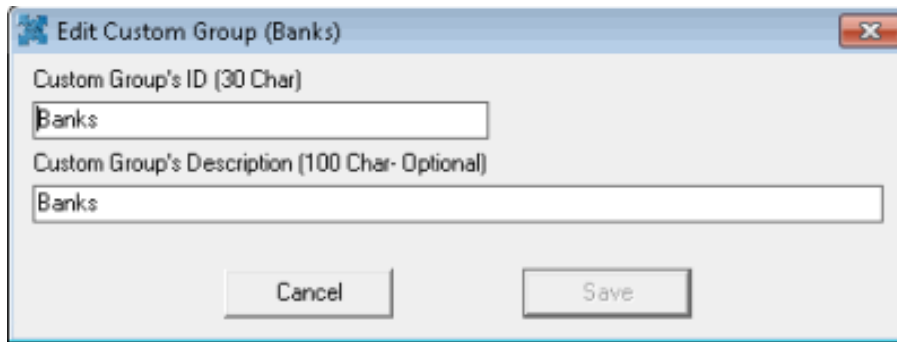 Edit Custom Group (Banks)
Custom Group's ID (30 Char)
Banks
Custom Group's Description (100 Char- Optional)
Banks
Cancel Save